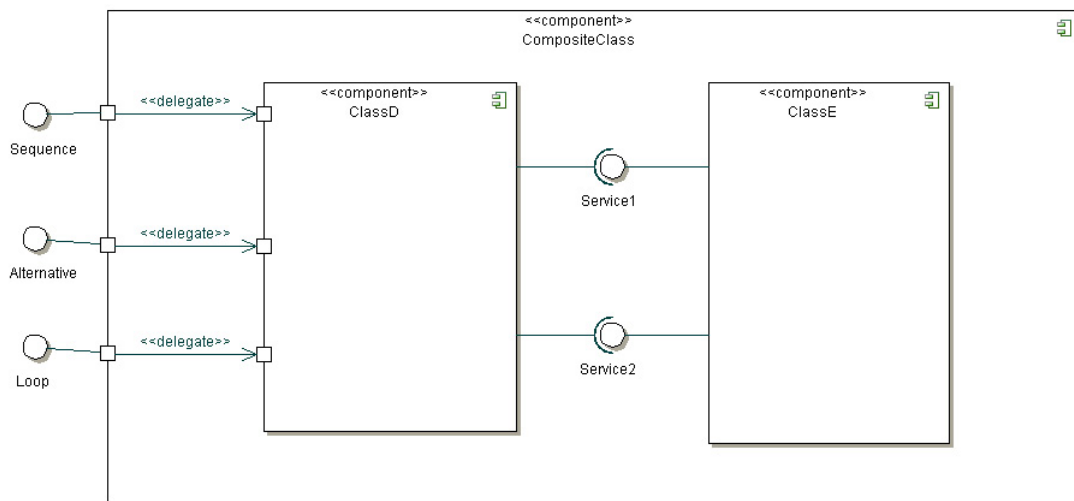 <<component>>
CompositeClass
<<component>>
ClassD
<<component>>
ClassE
<<delegate>>
Sequence
Service1
<<delegate>>
Alternative
<<delegate>>
Service2
Loop